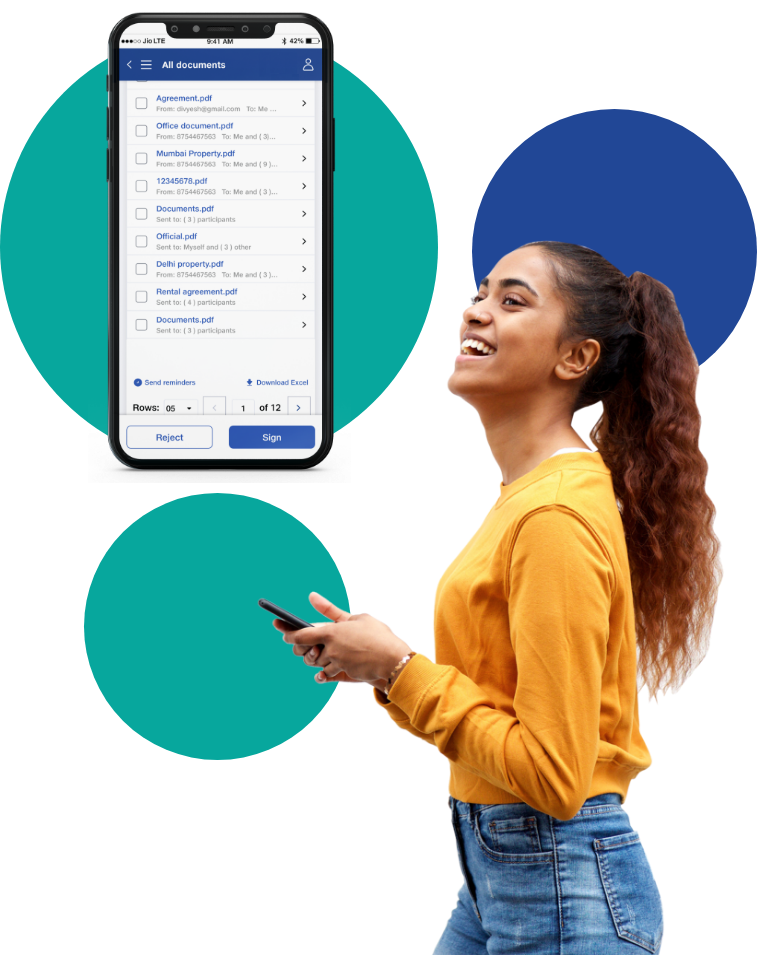 Jio LTE 9:41 AM 42%
All documents
Agreement.pdf
From: divyesh@gmail.com To: Me ...
Office document.pdf
From: 8754467563 To: Me and ( 3)...
Mumbai Property.pdf
From: 8754467563 To: Me and ( 9 )...
12345678.pdf
From: 8754467563 To: Me and ( 3 )...
Documents.pdf
Sent to: ( 3 ) participants
Official.pdf
Sent to: Myself and ( 3 ) other
Delhi property.pdf
From: 8754467563 To: Me and ( 3 )...
Rental agreement.pdf
Sent to: ( 4 ) participants
Documents.pdf
Sent to: ( 3 ) participants
Send reminders Download Excel
Rows: 05 < 1 of 12 >
Reject Sign